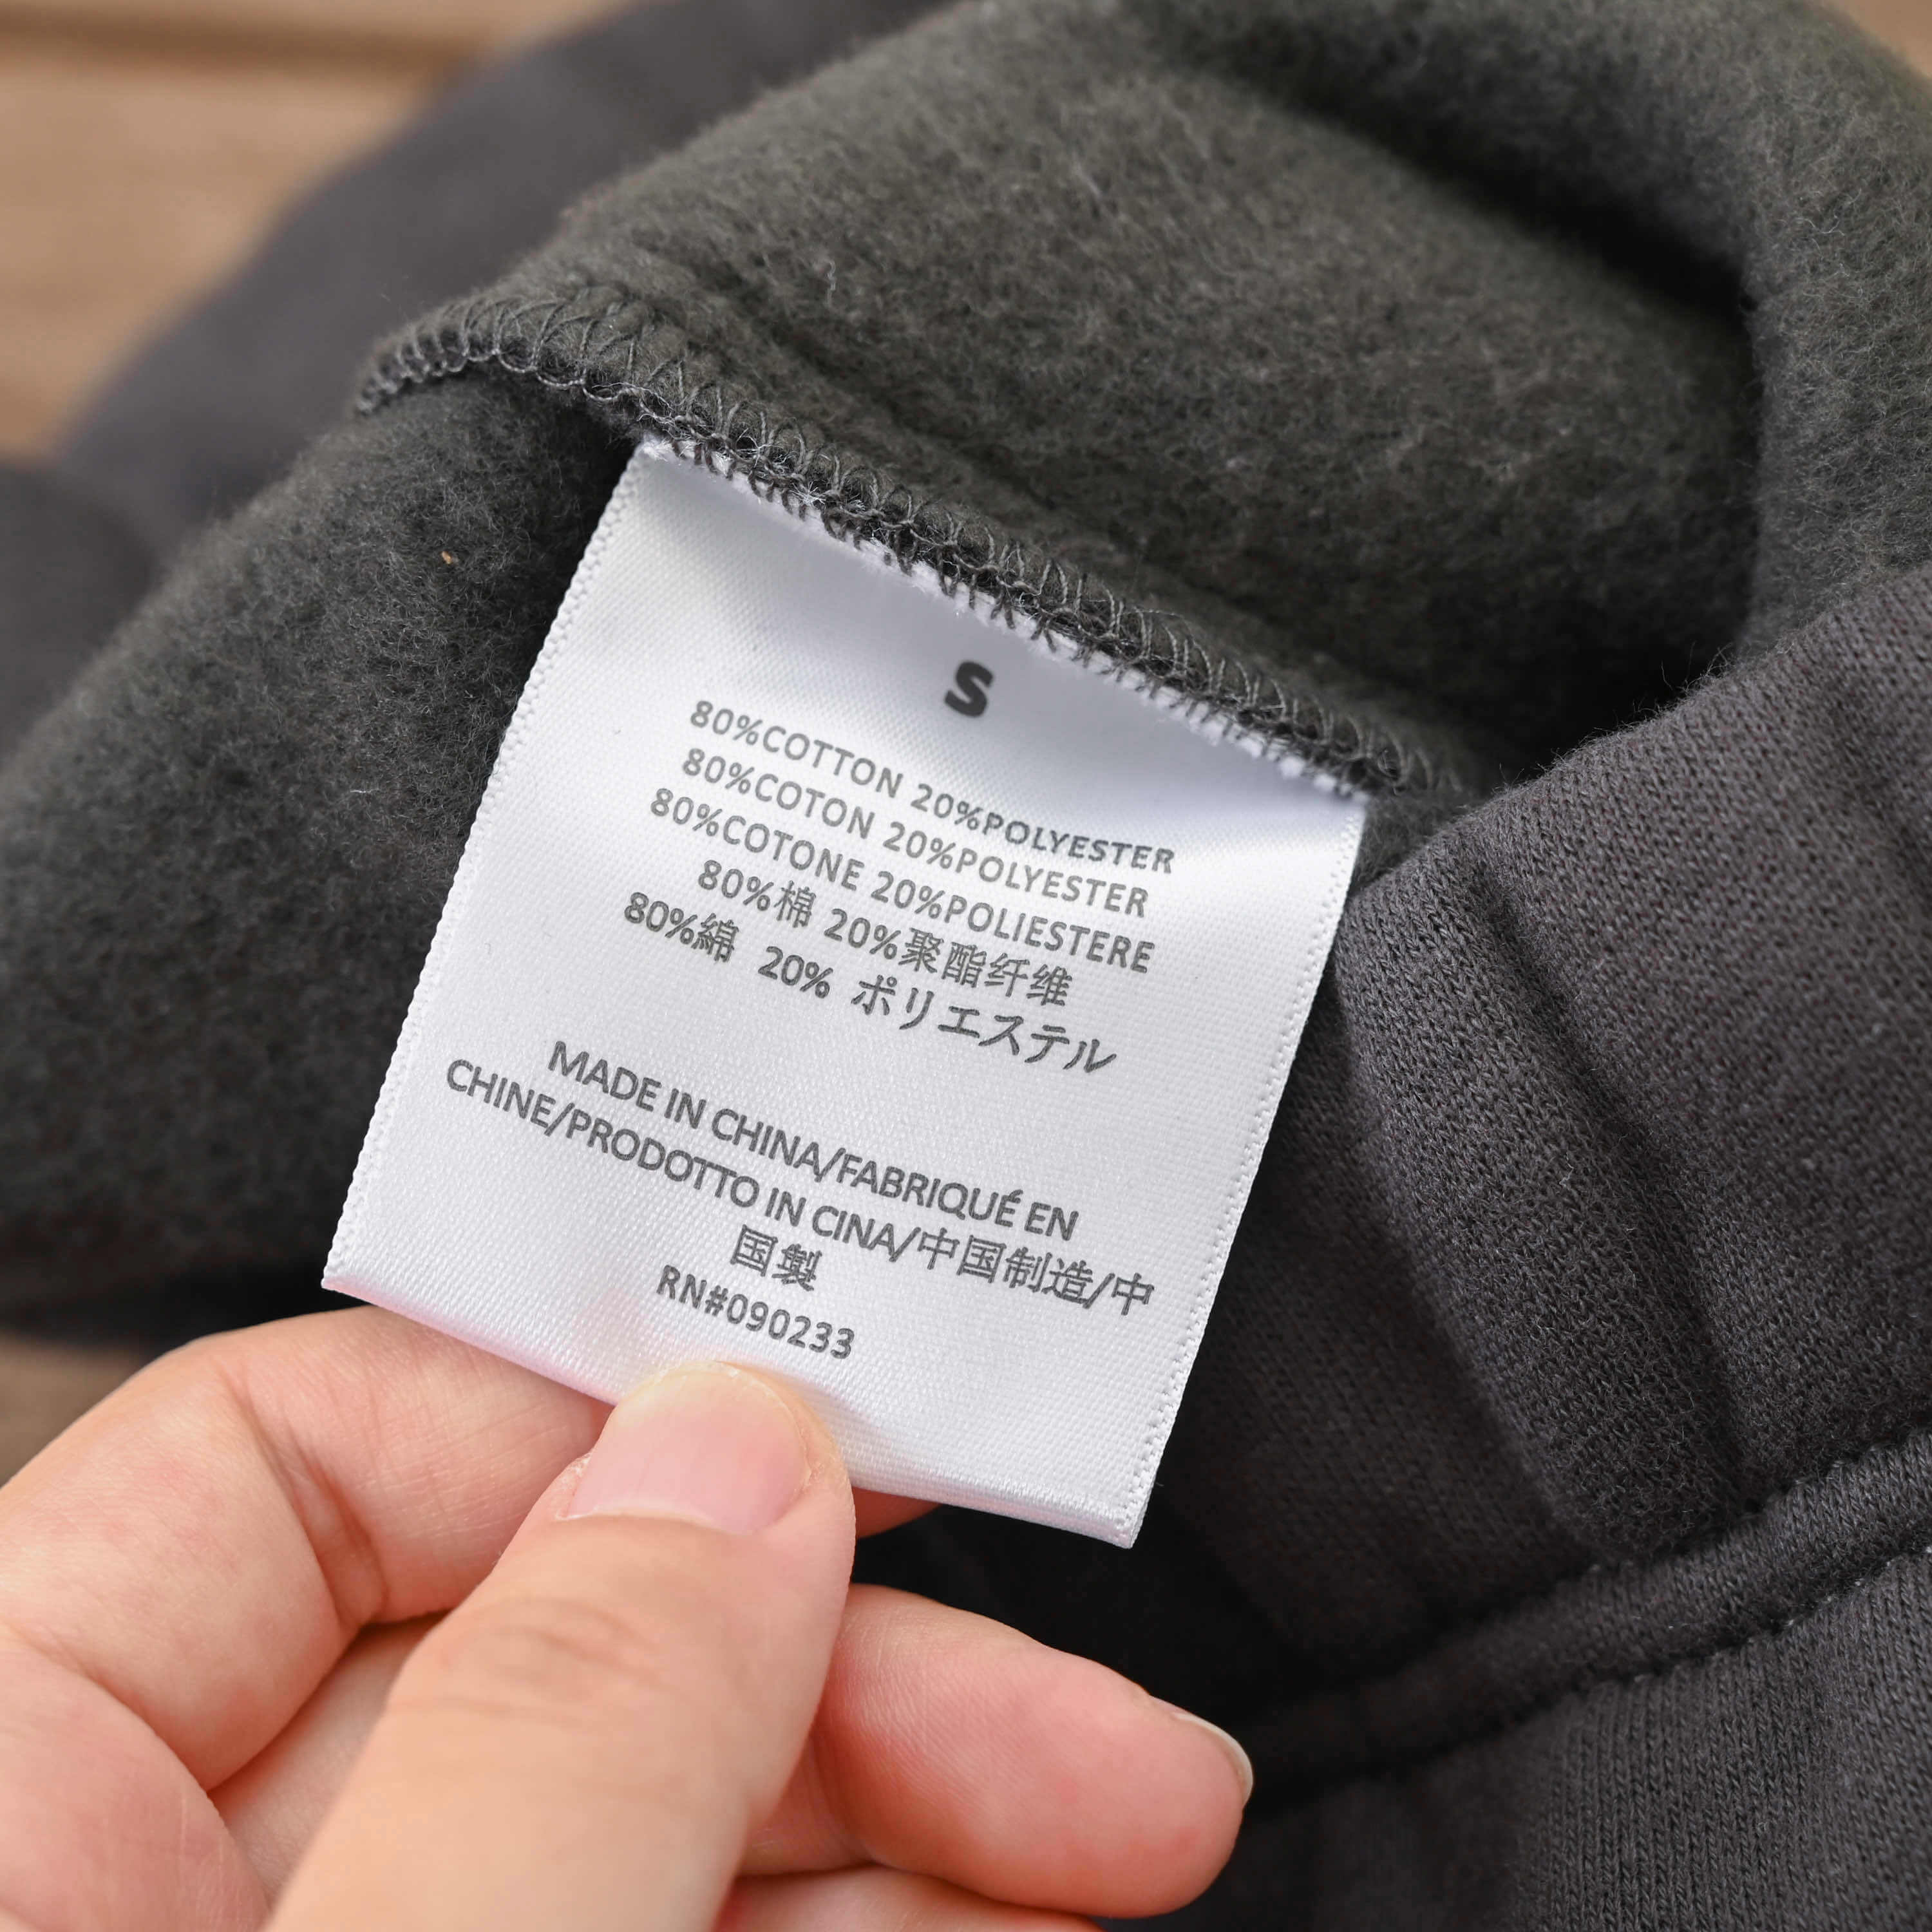 S
80%COTTON 20%POLYESTER
80%COTON 20%POLYESTER
80%COTONE 20%POLIESTERE
80%棉 20%聚酯纤维
80%綿 20% ポリエステル
MADE IN CHINA/FABRIQUÉ EN
CHINE/PRODOTTO IN CINA/中国制造/中
国製
RN#090233